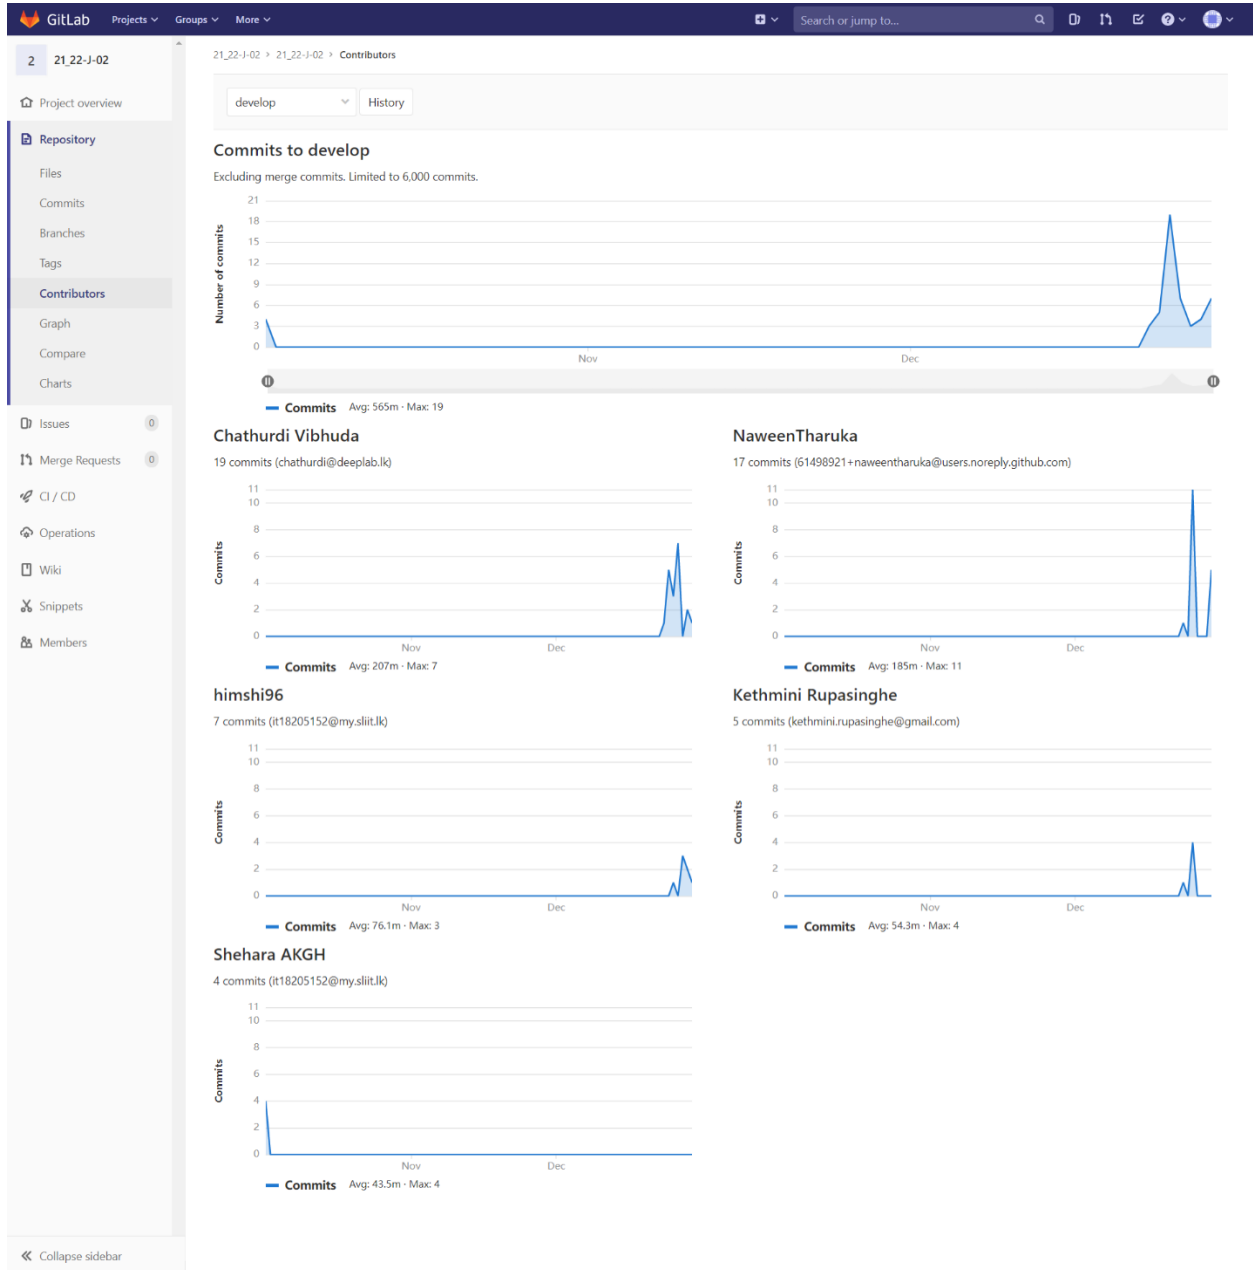 GitLab Projects Groups More Search or jump to...
2 21_22-J-02
Project overview
Repository
Files
Commits
Branches
Tags
Contributors
Graph
Compare
Charts
Issues 0
Merge Requests 0
CI / CD
Operations
Wiki
Snippets
Members
Collapse sidebar
21_22-J-02 > 21_22-J-02 > Contributors
develop History
Commits to develop
Excluding merge commits. Limited to 6,000 commits.
Number of commits
21
18
15
12
9
6
3
0
Nov Dec
Commits Avg: 565m · Max: 19
Chathurdi Vibhuda
19 commits (chathurdi@deeplab.lk)
Commits
11
10
8
6
4
2
0
Nov Dec
Commits Avg: 207m · Max: 7
NaweenTharuka
17 commits (61498921+naweentharuka@users.noreply.github.com)
Commits
11
10
8
6
4
2
0
Nov Dec
Commits Avg: 185m · Max: 11
himshi96
7 commits (it18205152@my.sliit.lk)
Commits
11
10
8
6
4
2
0
Nov Dec
Commits Avg: 76.1m · Max: 3
Kethmini Rupasinghe
5 commits (kethmini.rupasinghe@gmail.com)
Commits
11
10
8
6
4
2
0
Nov Dec
Commits Avg: 54.3m · Max: 4
Shehara AKGH
4 commits (it18205152@my.sliit.lk)
Commits
11
10
8
6
4
2
0
Nov Dec
Commits Avg: 43.5m · Max: 4